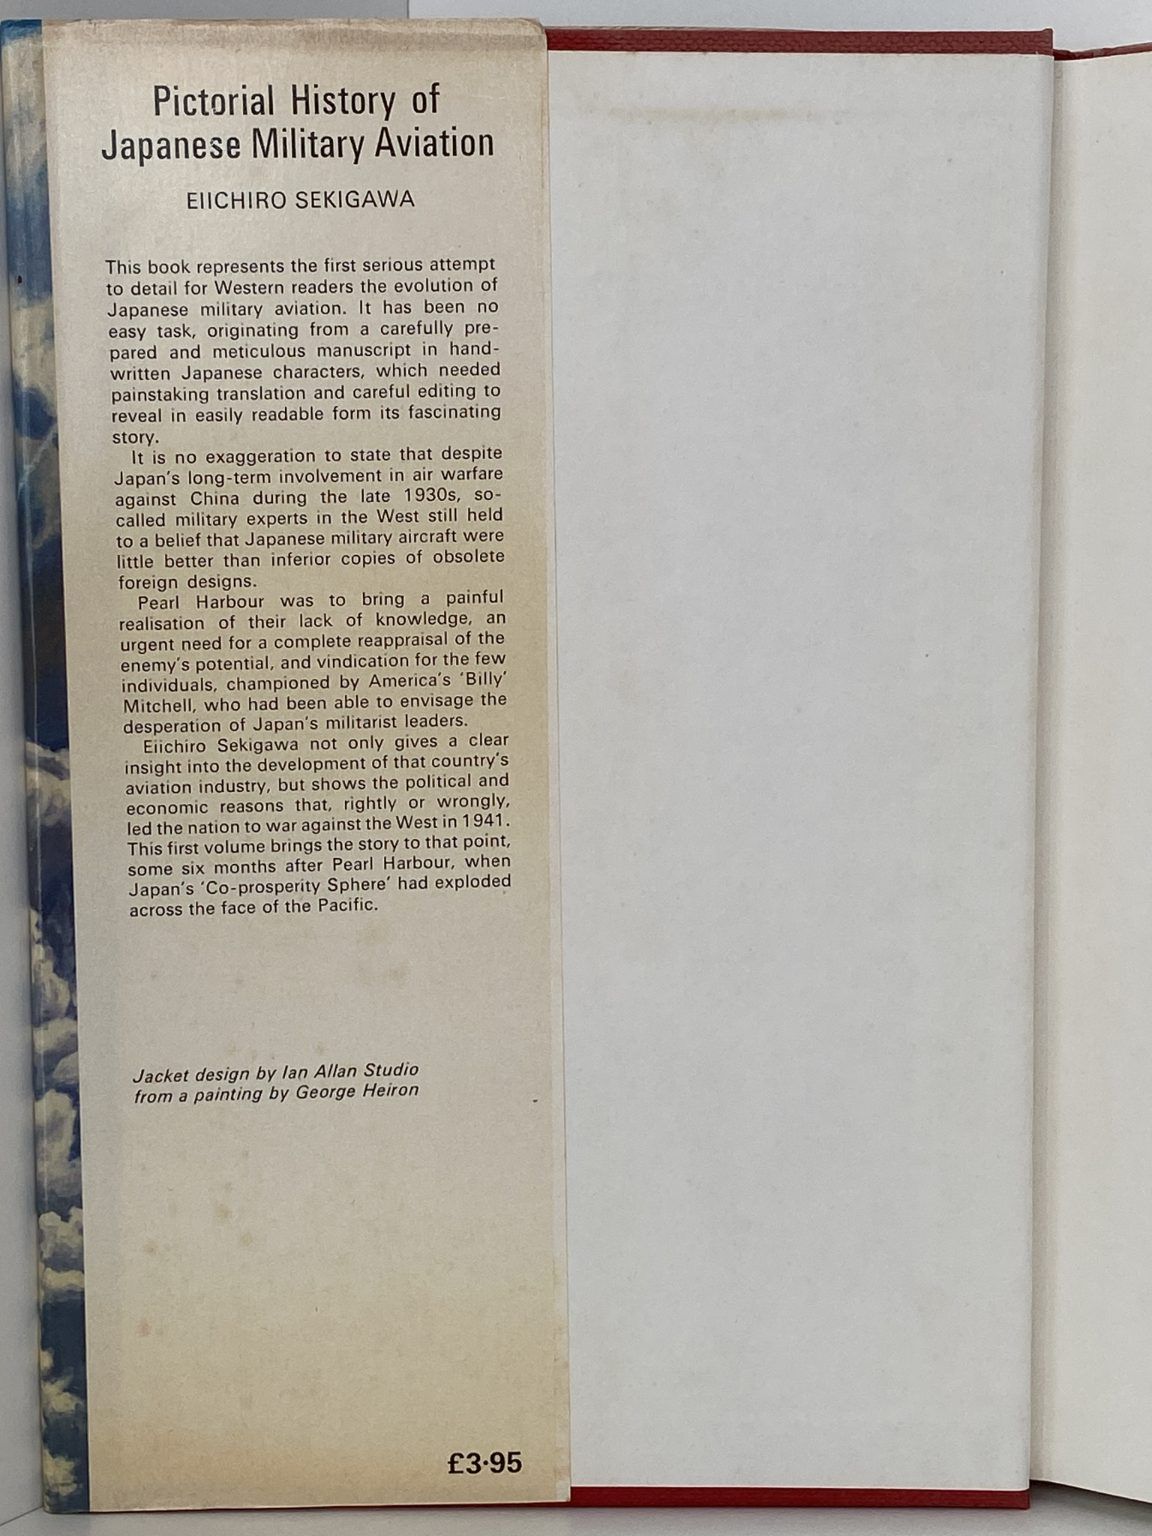 Pictorial History of
Japanese Military Aviation
EIICHIRO SEKIGAWA
This book represents the first serious attempt
to detail for Western readers the evolution of
Japanese military aviation. It has been no
easy task, originating from a carefully pre-
pared and meticulous manuscript in hand-
written Japanese characters, which needed
painstaking translation and careful editing to
reveal in easily readable form its fascinating
story.
It is no exaggeration to state that despite
Japan's long-term involvement in air warfare
against China during the late 1930s, so-
called military experts in the West still held
to a belief that Japanese military aircraft were
little better than inferior copies of obsolete
foreign designs.
Pearl Harbour was to bring a painful
realisation of their lack of knowledge, an
urgent need for a complete reappraisal of the
enemy's potential, and vindication for the few
individuals, championed by America's 'Billy'
Mitchell, who had been able to envisage the
desperation of Japan's militarist leaders.
Eiichiro Sekigawa not only gives a clear
insight into the development of that country's
aviation industry, but shows the political and
economic reasons that, rightly or wrongly,
led the nation to war against the West in 1941.
This first volume brings the story to that point,
some six months after Pearl Harbour, when
Japan's 'Co-prosperity Sphere' had exploded
across the face of the Pacific.
Jacket design by Ian Allan Studio
from a painting by George Heiron
£3·95